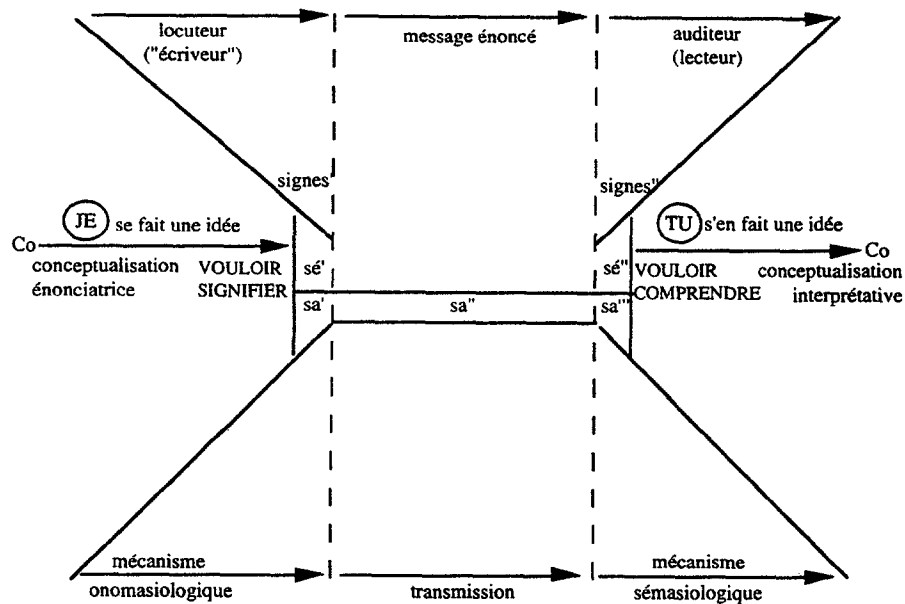 locuteur
("écriveur")
message énoncé
auditeur
(lecteur)
signes'
signes"
JE se fait une idée
TU s'en fait une idée
Co
Co
conceptualisation
énonciatrice
VOULOIR
SIGNIFIER
sé'
sa'
sa"
sé"
sa'"
VOULOIR
COMPRENDRE
conceptualisation
interprétative
mécanisme
onomasiologique
transmission
mécanisme
sémasiologique